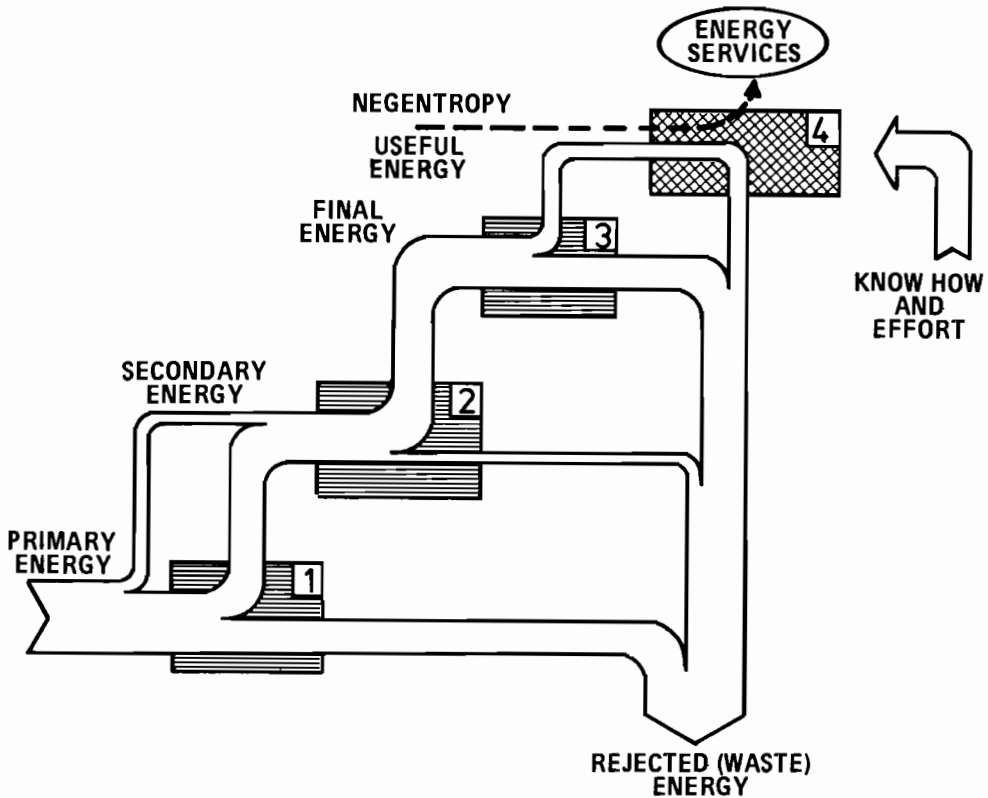 ENERGY
SERVICES
NEGENTROPY
4
USEFUL
ENERGY
FINAL
ENERGY
3
KNOW HOW
AND
EFFORT
SECONDARY
ENERGY
2
PRIMARY
ENERGY
1
REJECTED (WASTE)
ENERGY